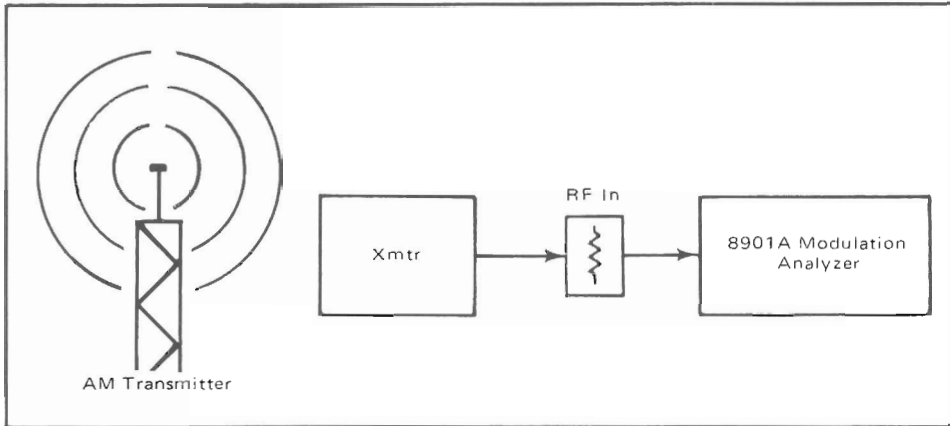 RF In
Xmtr
8901A Modulation
Analyzer
AM Transmitter